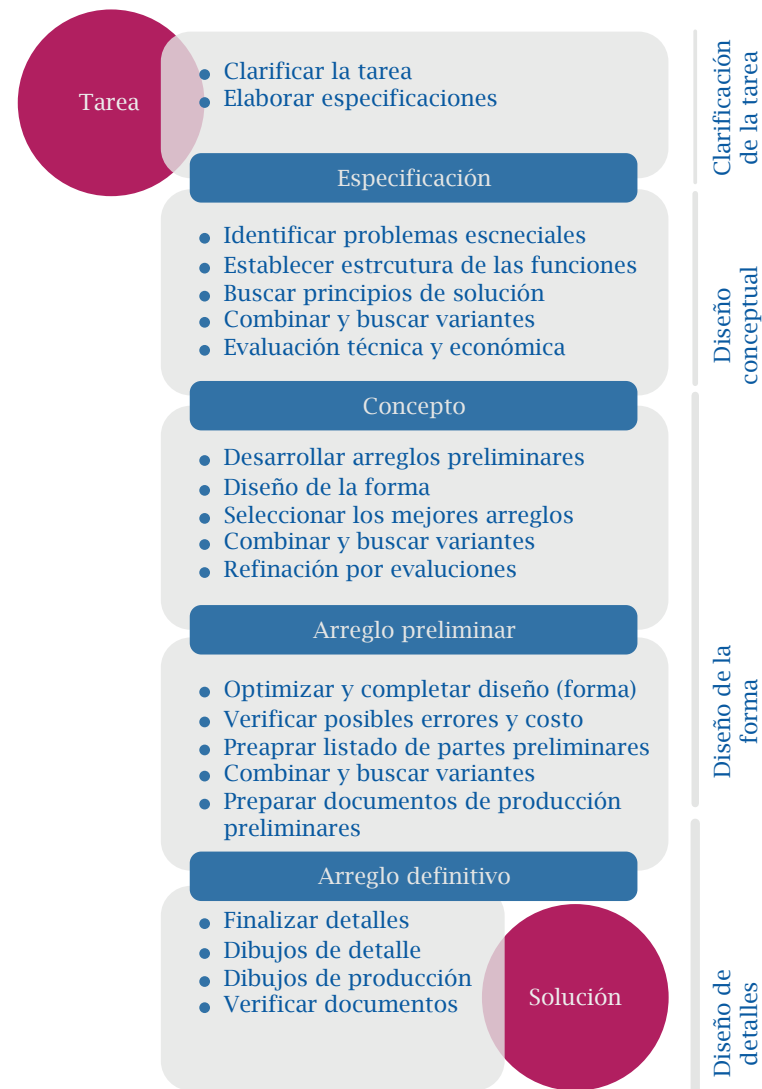 Tarea
Clarificar la tarea
Elaborar especificaciones
Clarificación
de la tarea
Especificación
Identificar problemas escneciales
Establecer estrcutura de las funciones
Buscar principios de solución
Combinar y buscar variantes
Evaluación técnica y económica
Diseño
conceptual
Concepto
Desarrollar arreglos preliminares
Diseño de la forma
Seleccionar los mejores arreglos
Combinar y buscar variantes
Refinación por evaluciones
Arreglo preliminar
Optimizar y completar diseño (forma)
Verificar posibles errores y costo
Preaprar listado de partes preliminares
Combinar y buscar variantes
Preparar documentos de producción
preliminares
Diseño de la
forma
Arreglo definitivo
Finalizar detalles
Dibujos de detalle
Dibujos de producción
Verificar documentos
Solución
Diseño de
detalles